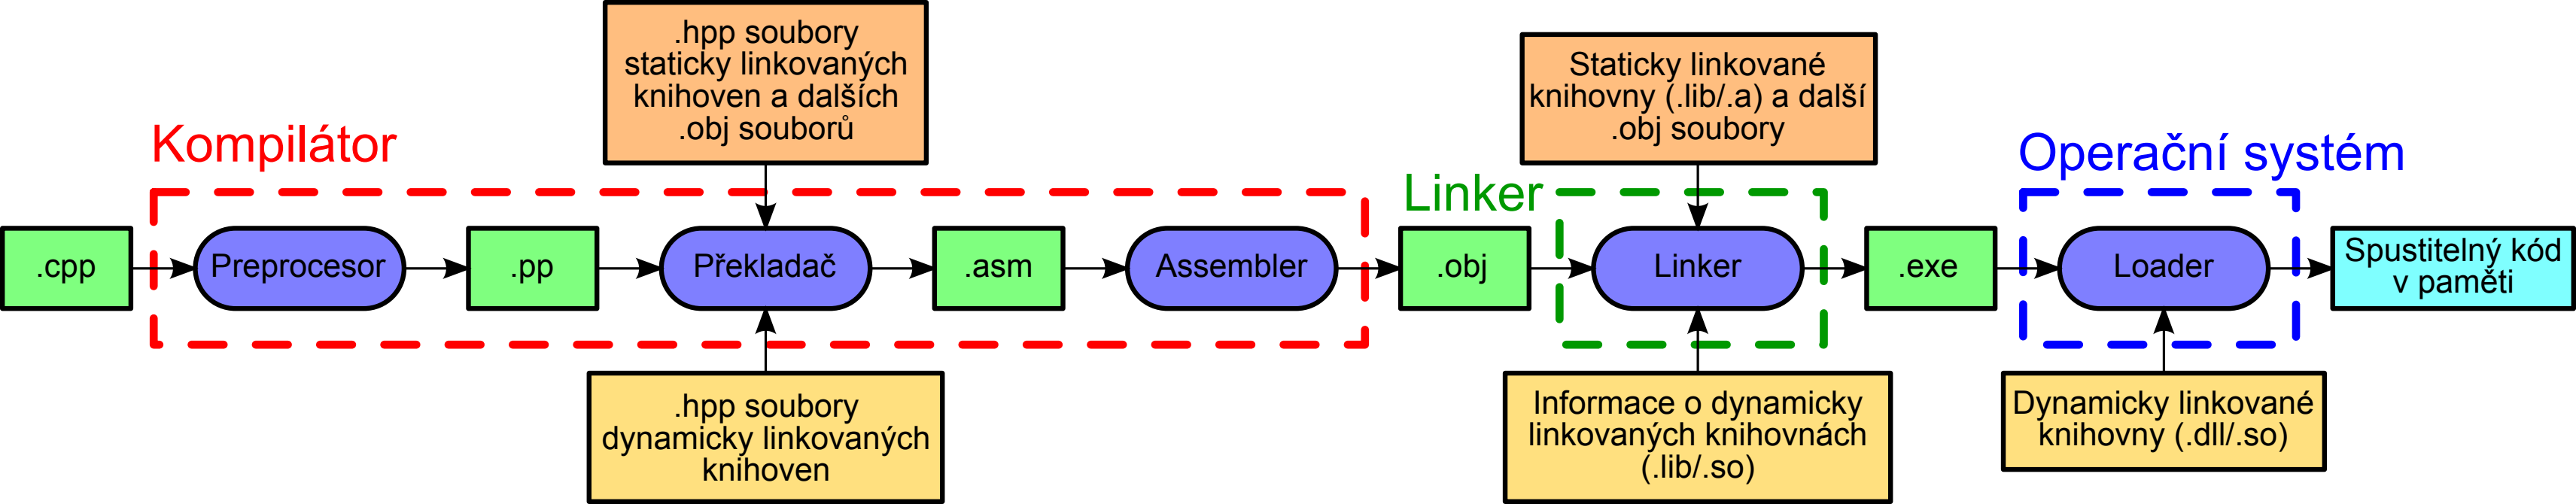 .hpp soubory
staticky linkovaných
knihoven a dalších
.obj souborů
Staticky linkované
knihovny (.lib/.a) a další
.obj soubory
Kompilátor
Linker
Operační systém
.cpp
Preprocesor
.pp
Překladač
.asm
Assembler
.obj
Linker
.exe
Loader
Spustitelný kód
v paměti
.hpp soubory
dynamicky linkovaných
knihoven
Informace o dynamicky
linkovaných knihovnách
(.lib/.so)
Dynamicky linkované
knihovny (.dll/.so)